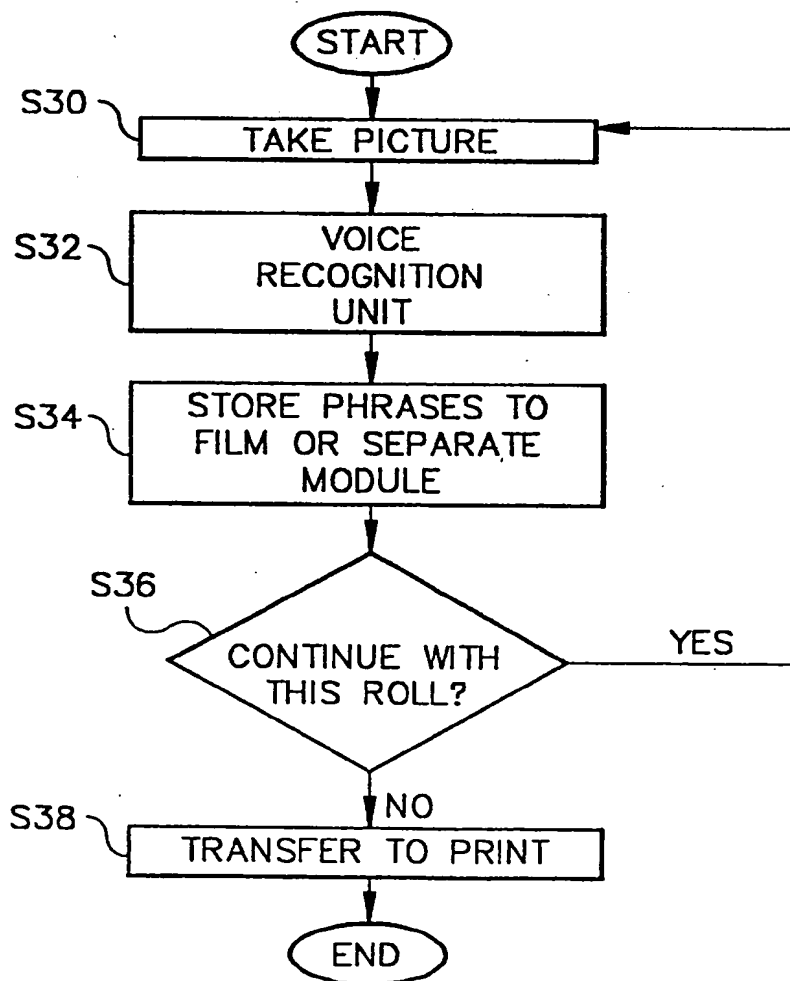 START
S30
TAKE PICTURE
S32
VOICE
RECOGNITION
UNIT
S34
STORE PHRASES TO
FILM OR SEPARATE
MODULE
S36
CONTINUE WITH
THIS ROLL?
YES
NO
S38
TRANSFER TO PRINT
END